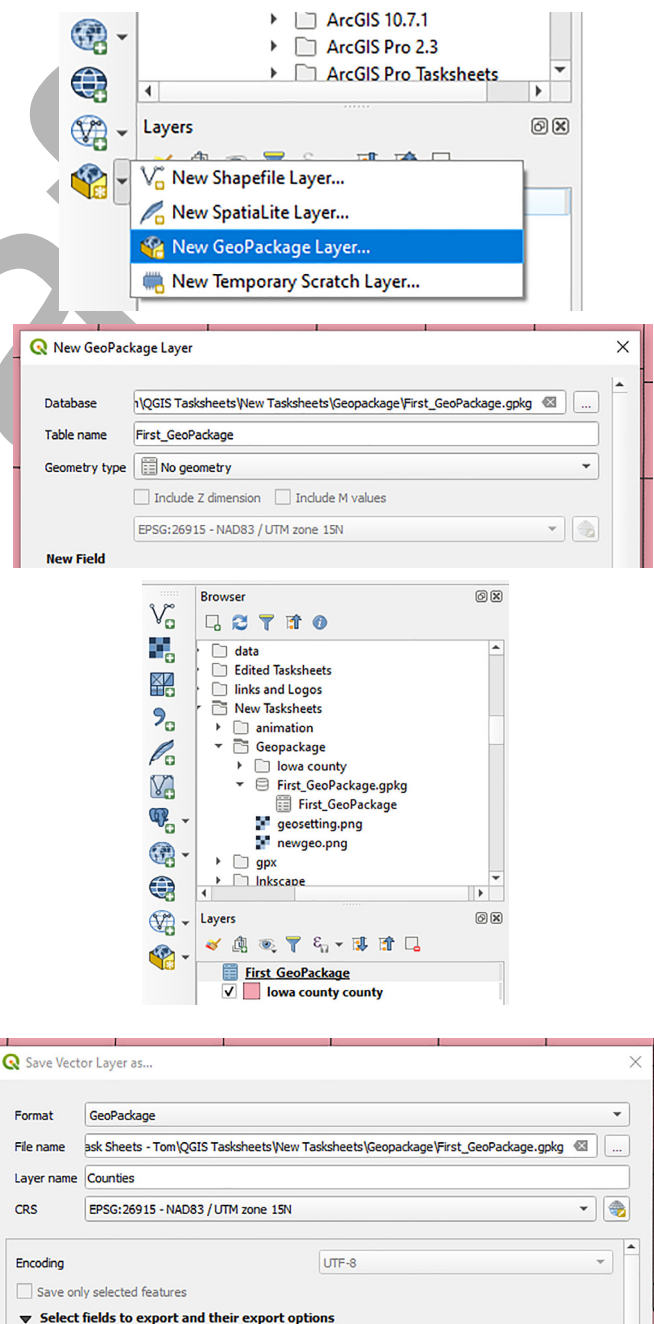 ArcGIS 10.7.1
ArcGIS Pro 2.3
ArcGIS Pro Tasksheets
Layers
New Shapefile Layer...
New SpatiaLite Layer...
New GeoPackage Layer...
New Temporary Scratch Layer...
New GeoPackage Layer
Database
\QGIS Tasksheets\New Tasksheets\Geopackage\First_GeoPackage.gpkg
...
Table name
First_GeoPackage
Geometry type
No geometry
Include Z dimension
Include M values
EPSG:26915 - NAD83 / UTM zone 15N
New Field
Browser
data
Edited Tasksheets
links and Logos
New Tasksheets
animation
Geopackage
Iowa county
First_GeoPackage.gpkg
First_GeoPackage
geosetting.png
newgeo.png
gpx
Inkscape
Layers
First_GeoPackage
Iowa county county
Save Vector Layer as...
Format
GeoPackage
File name
ask Sheets - Tom\QGIS Tasksheets\New Tasksheets\Geopackage\First_GeoPackage.gpkg
...
Layer name
Counties
CRS
EPSG:26915 - NAD83 / UTM zone 15N
Encoding
UTF-8
Save only selected features
Select fields to export and their export options